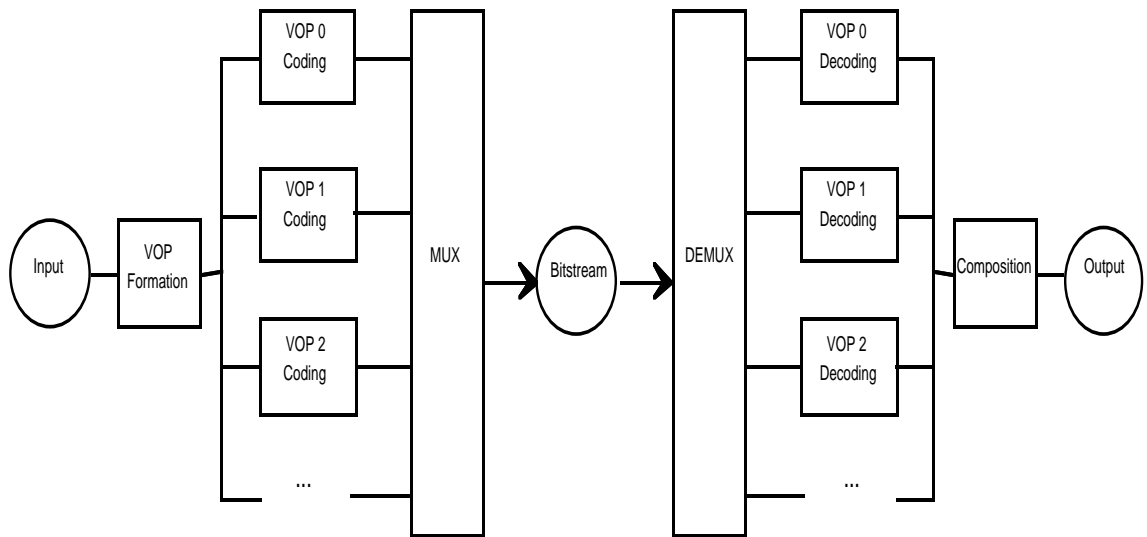 Input
VOP
Formation
VOP 0
Coding
VOP 1
Coding
VOP 2
Coding
...
MUX
Bitstream
DEMUX
VOP 0
Decoding
VOP 1
Decoding
VOP 2
Decoding
...
Composition
Output